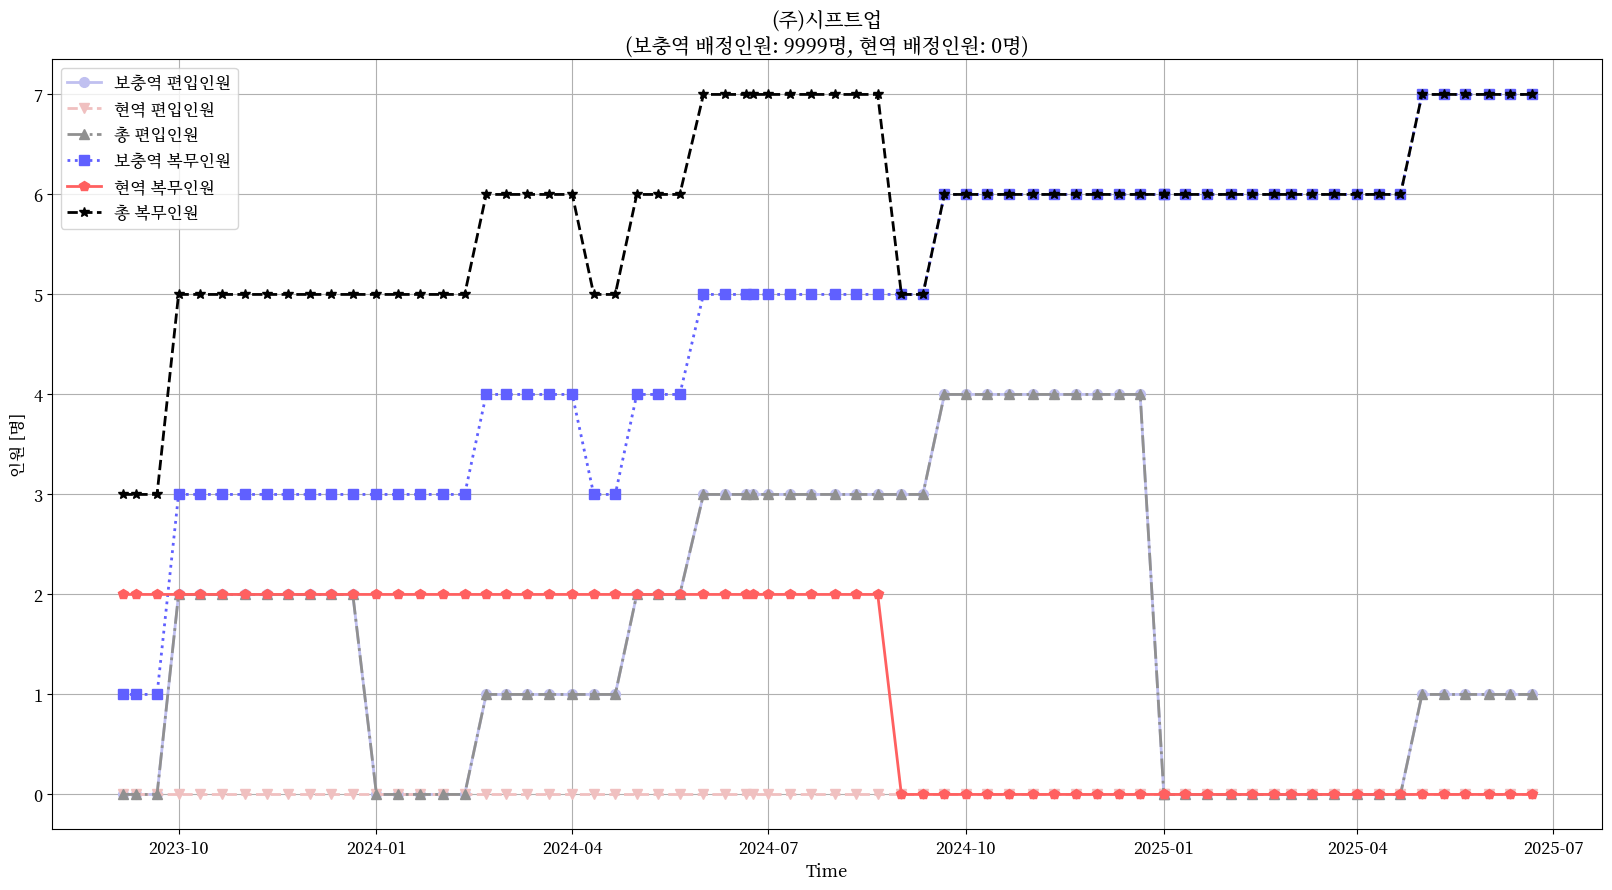 (주)시프트업
(보충역 배정인원: 9999명, 현역 배정인원: 0명)
보충역 편입인원
현역 편입인원
총 편입인원
보충역 복무인원
현역 복무인원
총 복무인원
7
6
5
4
3
2
1
0
인원 [명]
2023-10
2024-01
2024-04
2024-07
2024-10
2025-01
2025-04
2025-07
Time